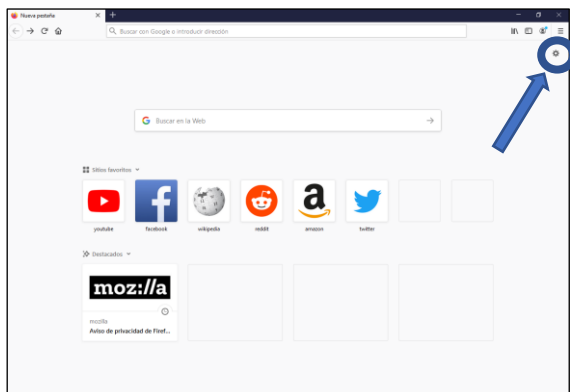 Nueva pestaña
Buscar con Google o introducir dirección
Buscar en la Web
Sitios favoritos
youtube
facebook
wikipedia
reddit
amazon
twitter
Destacados
moz://a
mozilla
Aviso de privacidad de Firef...